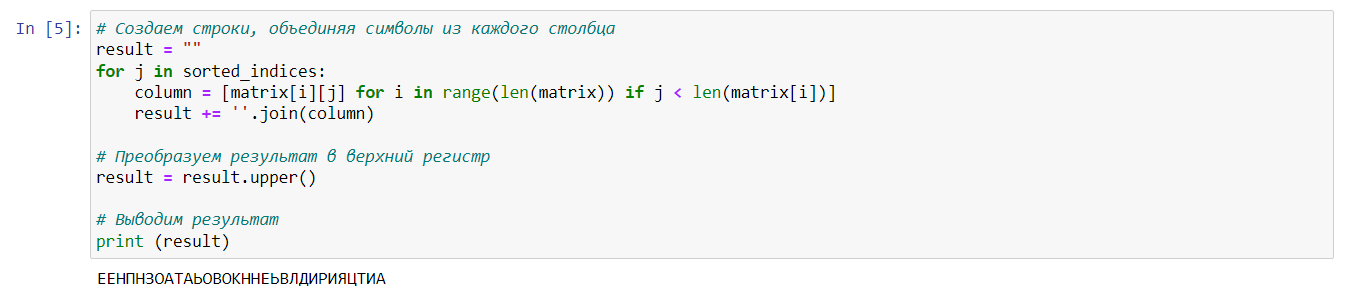 In [5]: # Создаем строки, объединяя символы из каждого столбца
result = ""
for j in sorted_indices:
    column = [matrix[i][j] for i in range(len(matrix)) if j < len(matrix[i])]
    result += ''.join(column)

# Преобразуем результат в верхний регистр
result = result.upper()

# Выводим результат
print (result)

ЕЕНПНЗОАТАЬОВОКННЕЬВЛДИРИЯЦТИА